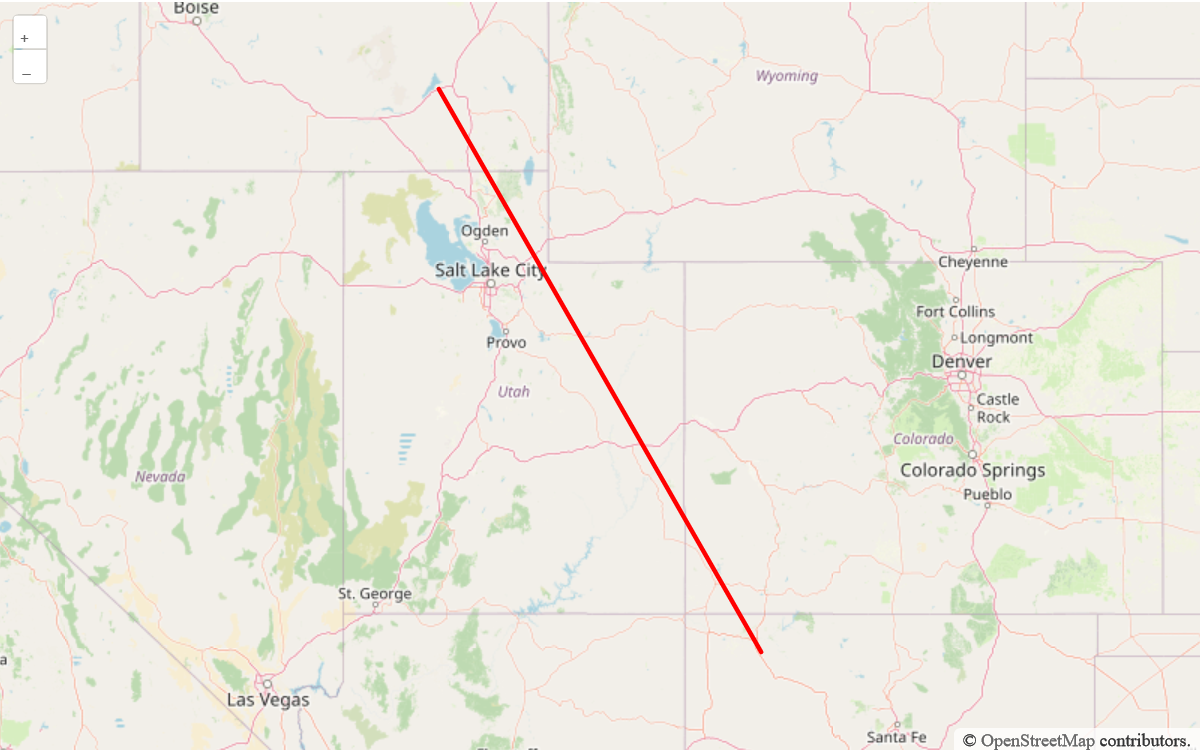 Boise
+
Wyoming
–
Ogden
Salt Lake City
Cheyenne
Fort Collins
Provo
Longmont
Denver
Utah
Castle
Rock
Colorado
Colorado Springs
Nevada
Pueblo
St. George
a
Las Vegas
Santa Fe
© OpenStreetMap contributors.